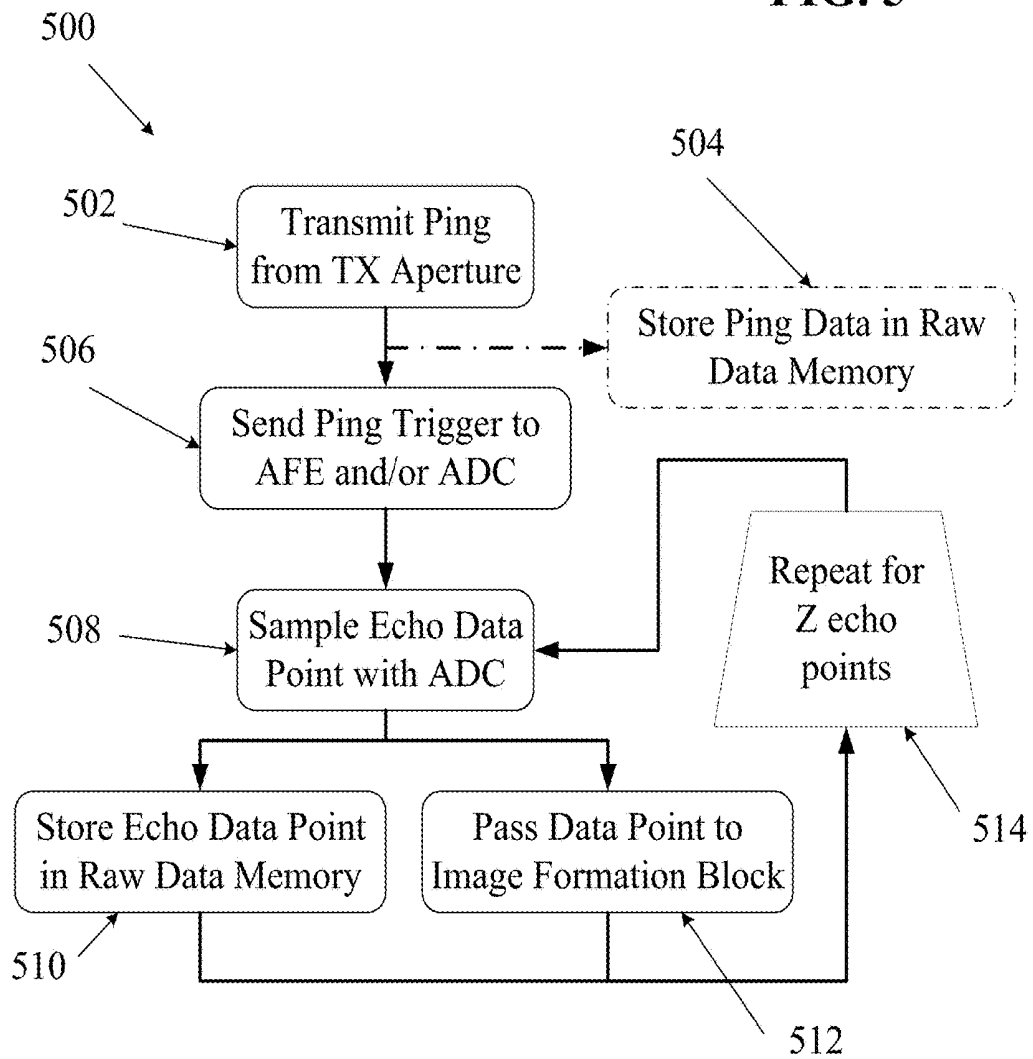 500
504
502
Transmit Ping
from TX Aperture
Store Ping Data in Raw
Data Memory
506
Send Ping Trigger to
AFE and/or ADC
Repeat for
Z echo
points
508
Sample Echo Data
Point with ADC
Store Echo Data Point
in Raw Data Memory
Pass Data Point to
Image Formation Block
514
510
512